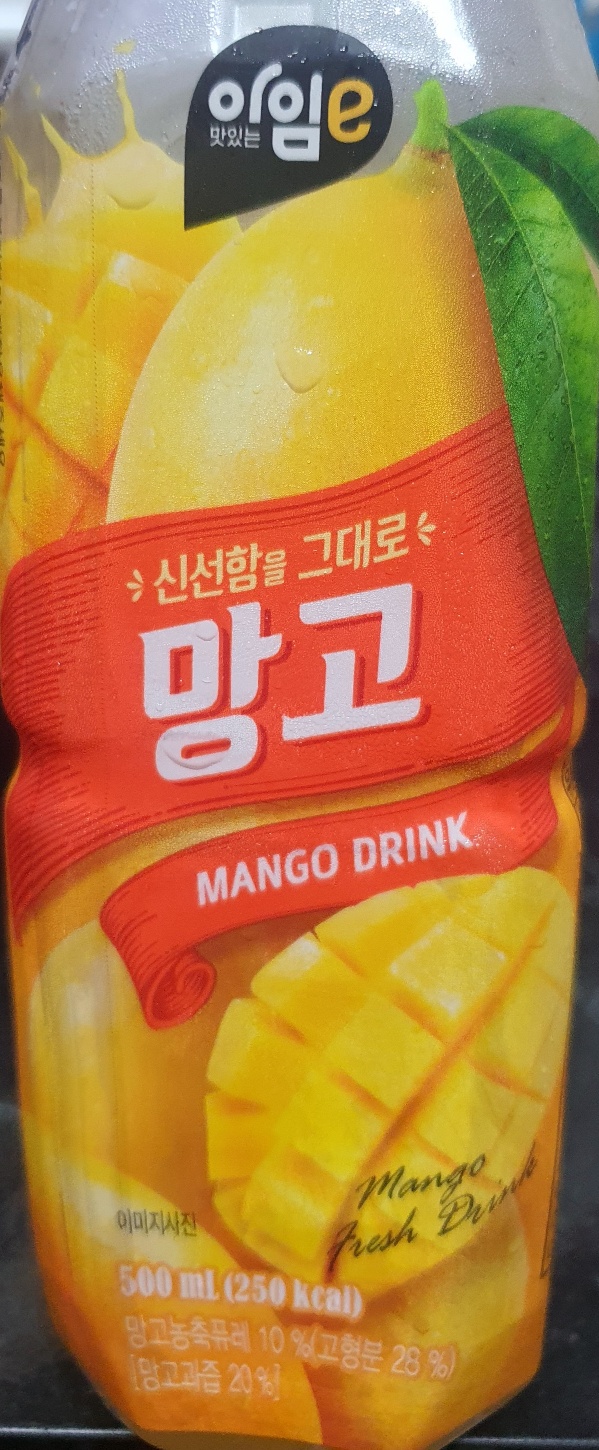 아임e
맛있는
신선함을 그대로
망고
MANGO DRINK
Mango
Fresh Drink
이미지사진
500 mL (250 kcal)
망고농축퓨레 10 %(고형분 28 %)
[망고과즙 20 %]